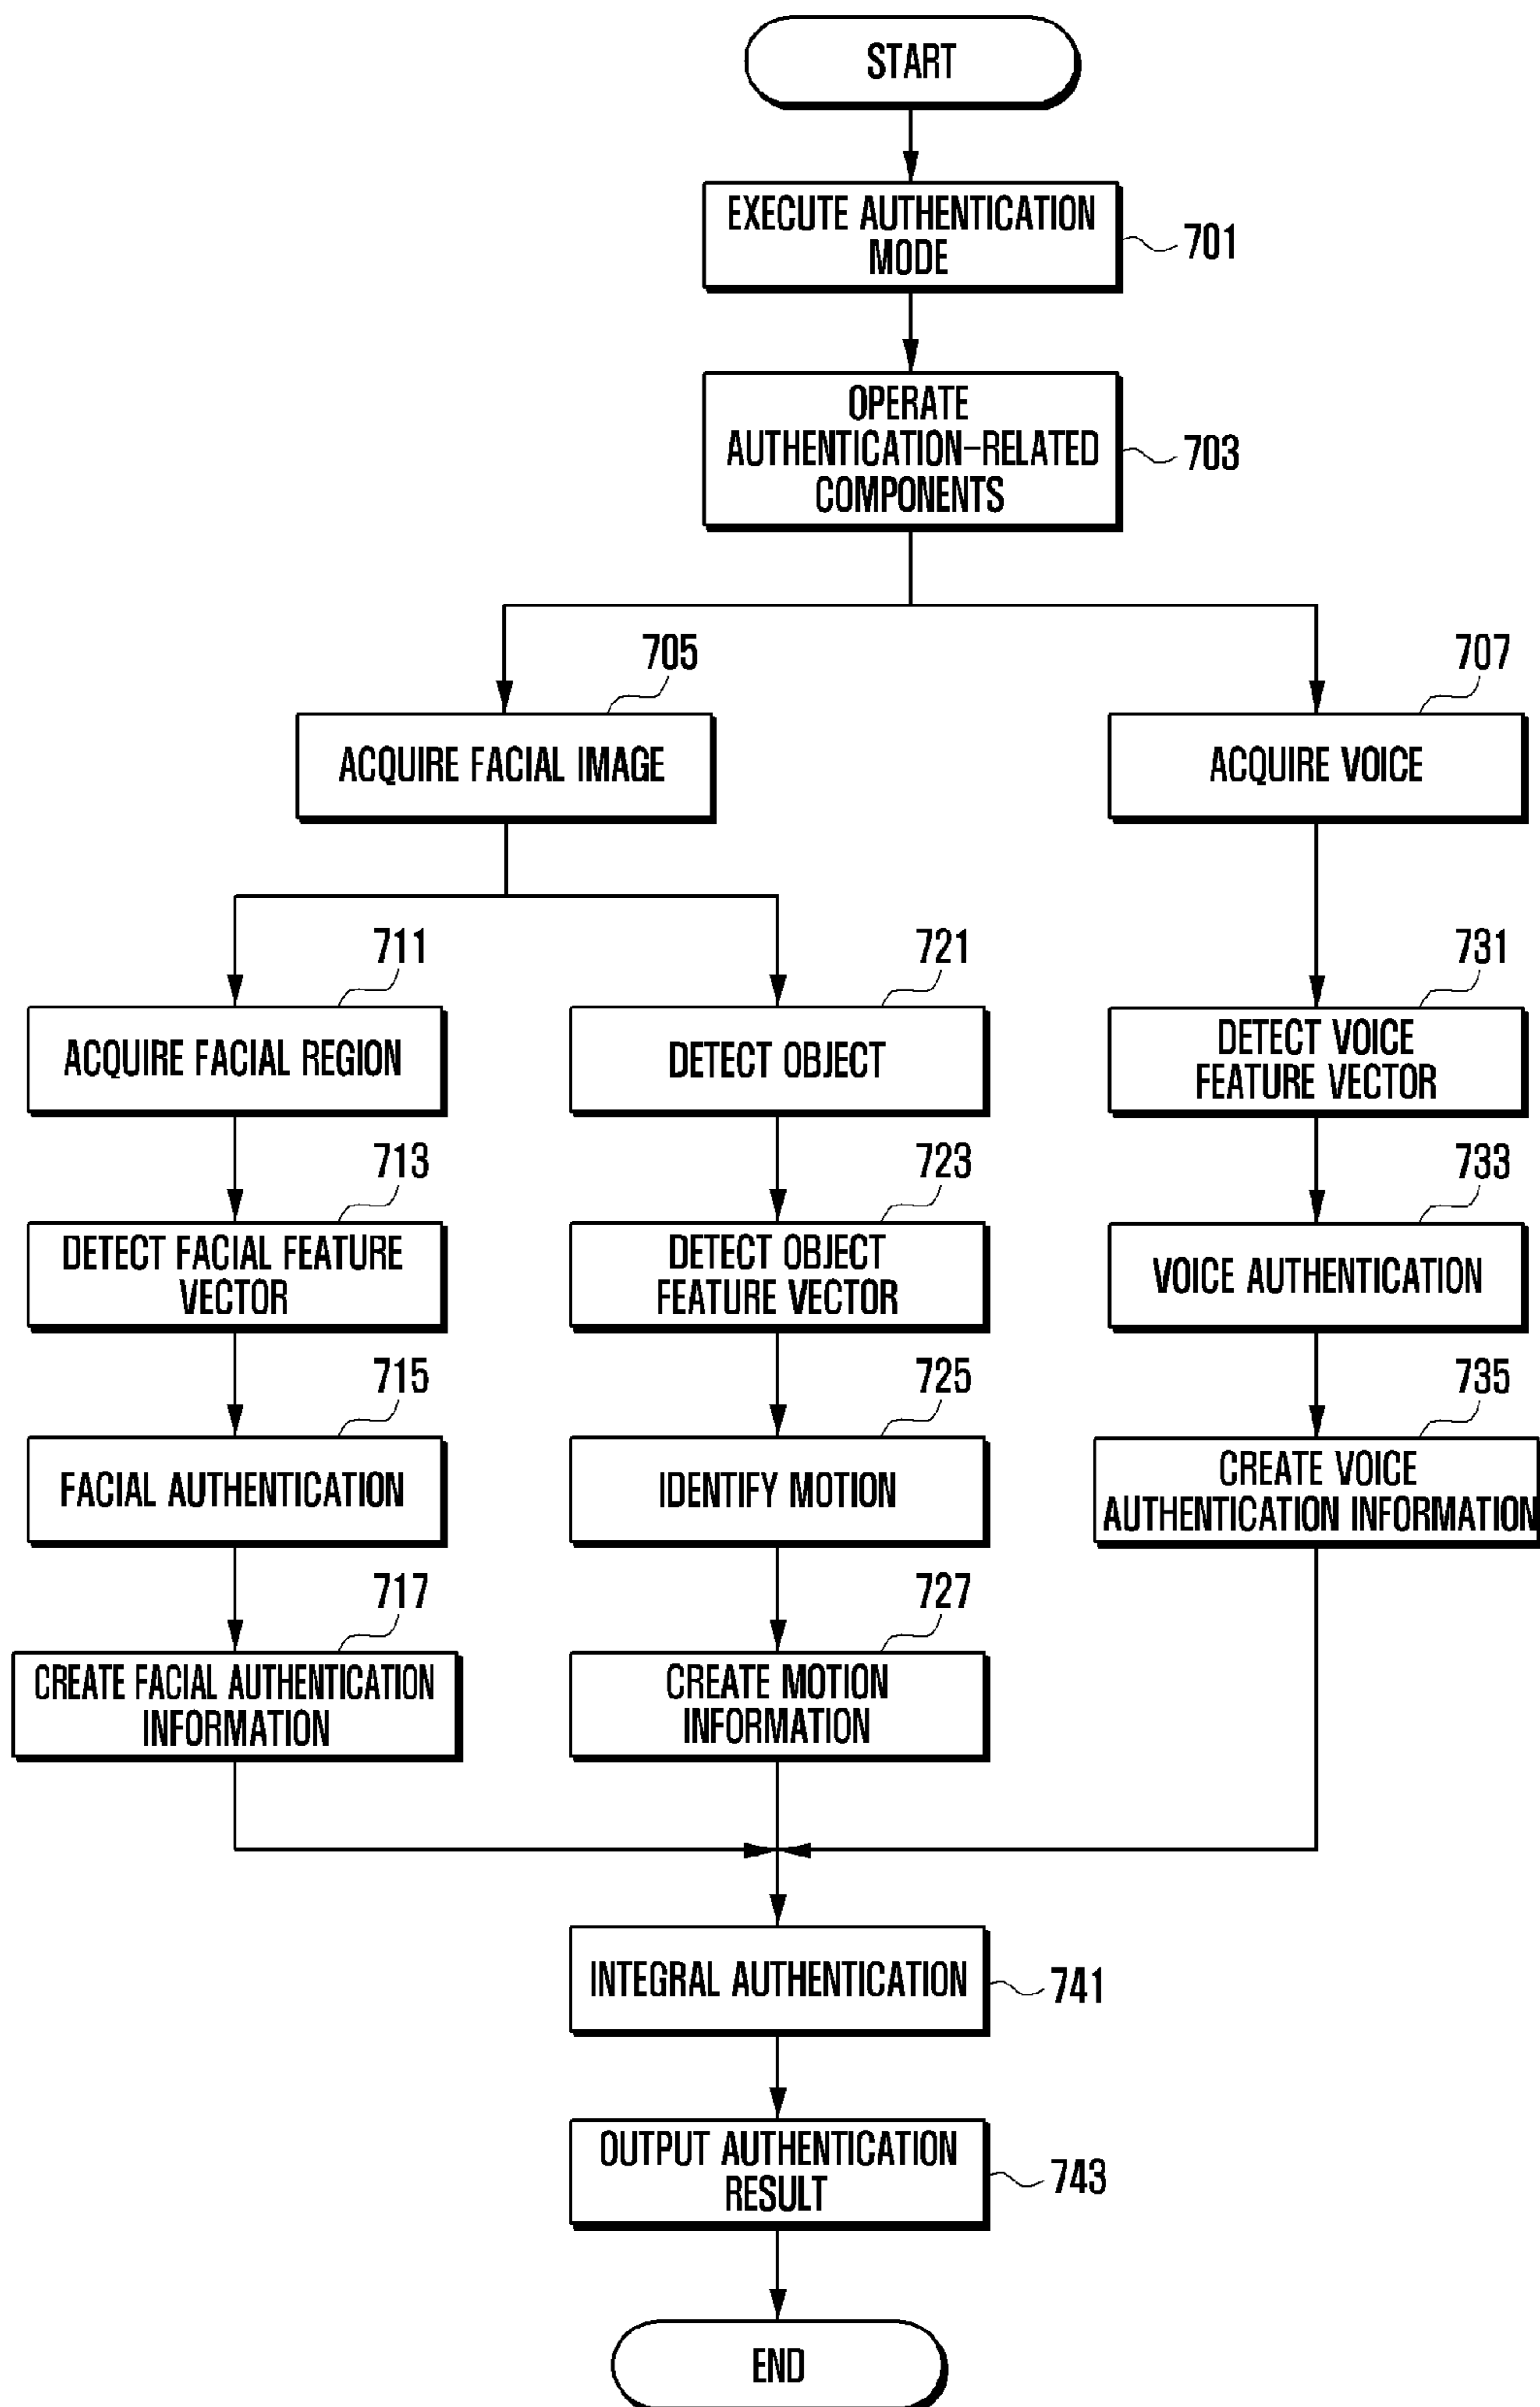 START
EXECUTE AUTHENTICATION
MODE
701
OPERATE
AUTHENTICATION-RELATED
COMPONENTS
703
705
ACQUIRE FACIAL IMAGE
707
ACQUIRE VOICE
711
ACQUIRE FACIAL REGION
721
DETECT OBJECT
731
DETECT VOICE
FEATURE VECTOR
713
DETECT FACIAL FEATURE
VECTOR
723
DETECT OBJECT
FEATURE VECTOR
733
VOICE AUTHENTICATION
715
FACIAL AUTHENTICATION
725
IDENTIFY MOTION
735
CREATE VOICE
AUTHENTICATION INFORMATION
717
CREATE FACIAL AUTHENTICATION
INFORMATION
727
CREATE MOTION
INFORMATION
INTEGRAL AUTHENTICATION
741
OUTPUT AUTHENTICATION
RESULT
743
END